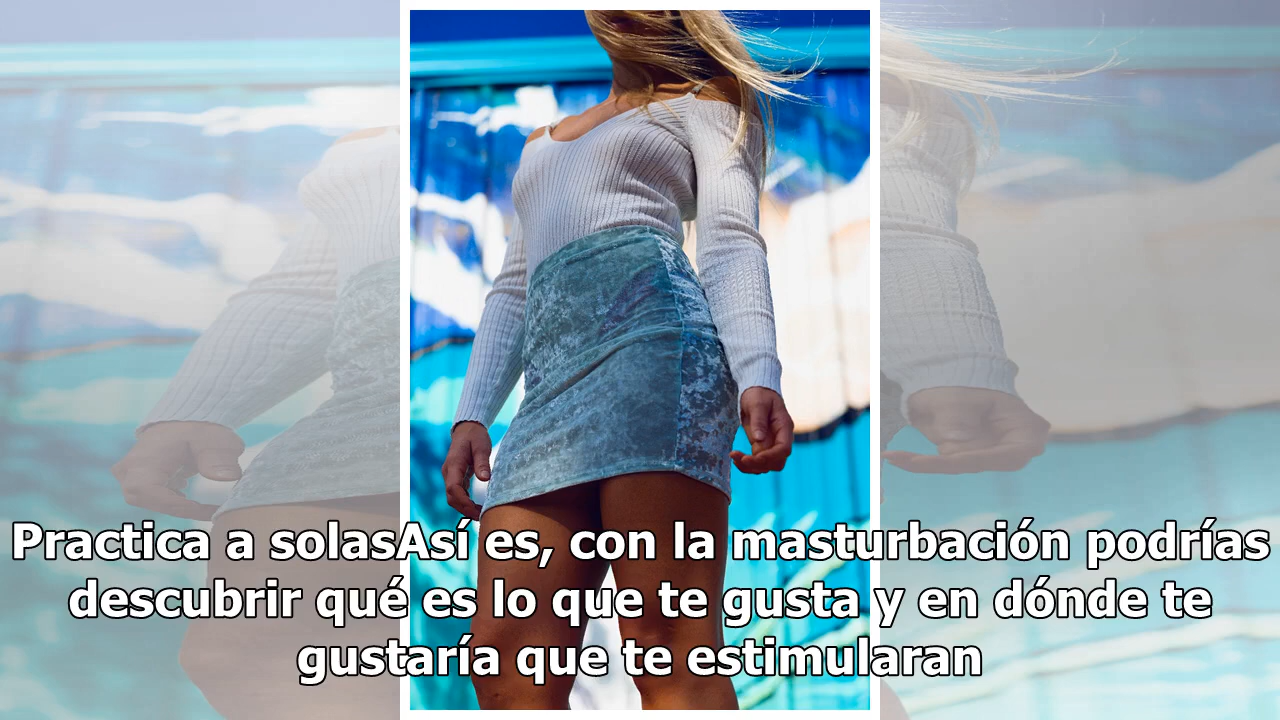 Practica a solasAsí es, con la masturbación podrías
descubrir qué es lo que te gusta y en dónde te
gustaría que te estimularan